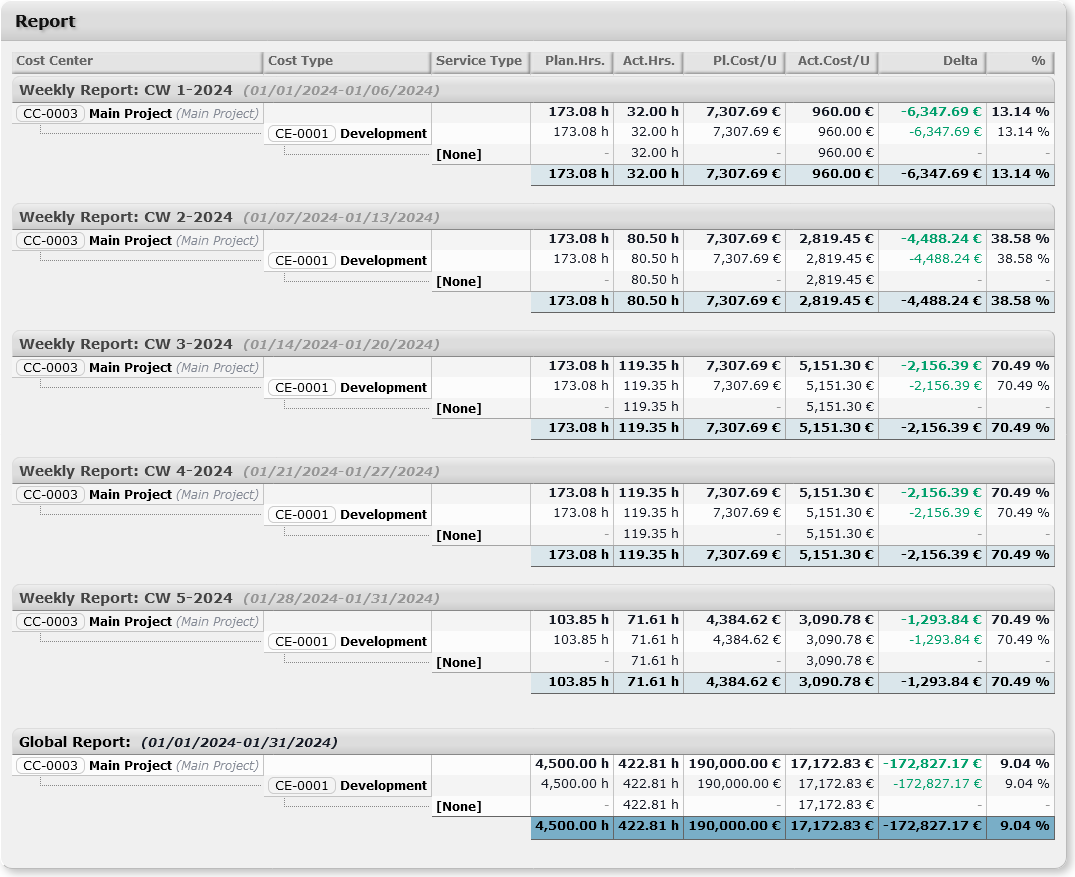 Report
Cost Center Cost Type Service Type Plan.Hrs. Act.Hrs. Pl.Cost/U Act.Cost/U Delta %
Weekly Report: CW 1-2024 (01/01/2024-01/06/2024)
CC-0003 Main Project (Main Project) 173.08 h 32.00 h 7,307.69 € 960.00 € -6,347.69 € 13.14 %
CE-0001 Development 173.08 h 32.00 h 7,307.69 € 960.00 € -6,347.69 € 13.14 %
[None] - 32.00 h - 960.00 € - -
173.08 h 32.00 h 7,307.69 € 960.00 € -6,347.69 € 13.14 %
Weekly Report: CW 2-2024 (01/07/2024-01/13/2024)
CC-0003 Main Project (Main Project) 173.08 h 80.50 h 7,307.69 € 2,819.45 € -4,488.24 € 38.58 %
CE-0001 Development 173.08 h 80.50 h 7,307.69 € 2,819.45 € -4,488.24 € 38.58 %
[None] - 80.50 h - 2,819.45 € - -
173.08 h 80.50 h 7,307.69 € 2,819.45 € -4,488.24 € 38.58 %
Weekly Report: CW 3-2024 (01/14/2024-01/20/2024)
CC-0003 Main Project (Main Project) 173.08 h 119.35 h 7,307.69 € 5,151.30 € -2,156.39 € 70.49 %
CE-0001 Development 173.08 h 119.35 h 7,307.69 € 5,151.30 € -2,156.39 € 70.49 %
[None] - 119.35 h - 5,151.30 € - -
173.08 h 119.35 h 7,307.69 € 5,151.30 € -2,156.39 € 70.49 %
Weekly Report: CW 4-2024 (01/21/2024-01/27/2024)
CC-0003 Main Project (Main Project) 173.08 h 119.35 h 7,307.69 € 5,151.30 € -2,156.39 € 70.49 %
CE-0001 Development 173.08 h 119.35 h 7,307.69 € 5,151.30 € -2,156.39 € 70.49 %
[None] - 119.35 h - 5,151.30 € - -
173.08 h 119.35 h 7,307.69 € 5,151.30 € -2,156.39 € 70.49 %
Weekly Report: CW 5-2024 (01/28/2024-01/31/2024)
CC-0003 Main Project (Main Project) 103.85 h 71.61 h 4,384.62 € 3,090.78 € -1,293.84 € 70.49 %
CE-0001 Development 103.85 h 71.61 h 4,384.62 € 3,090.78 € -1,293.84 € 70.49 %
[None] - 71.61 h - 3,090.78 € - -
103.85 h 71.61 h 4,384.62 € 3,090.78 € -1,293.84 € 70.49 %
Global Report: (01/01/2024-01/31/2024)
CC-0003 Main Project (Main Project) 4,500.00 h 422.81 h 190,000.00 € 17,172.83 € -172,827.17 € 9.04 %
CE-0001 Development 4,500.00 h 422.81 h 190,000.00 € 17,172.83 € -172,827.17 € 9.04 %
[None] - 422.81 h - 17,172.83 € - -
4,500.00 h 422.81 h 190,000.00 € 17,172.83 € -172,827.17 € 9.04 %